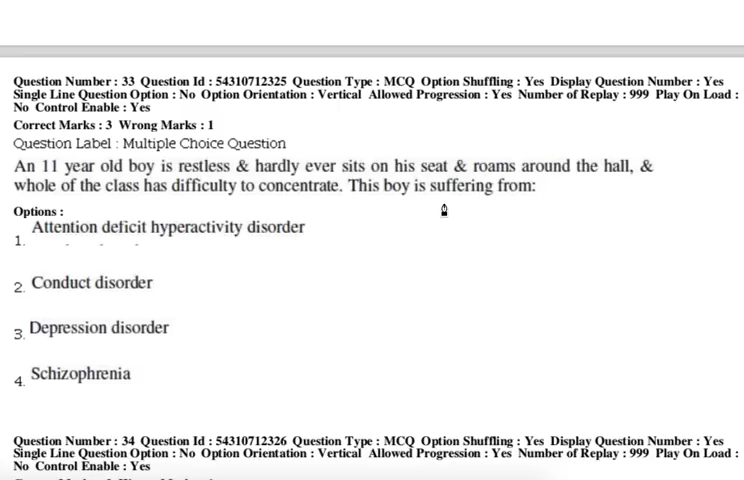 Question Number : 33 Question Id : 54310712325 Question Type : MCQ Option Shuffling : Yes Display Question Number : Yes
Single Line Question Option : No Option Orientation : Vertical Allowed Progression : Yes Number of Replay : 999 Play On Load :
No Control Enable : Yes
Correct Marks : 3 Wrong Marks : 1
Question Label : Multiple Choice Question
An 11 year old boy is restless & hardly ever sits on his seat & roams around the hall, &
whole of the class has difficulty to concentrate. This boy is suffering from:
Options :
1. Attention deficit hyperactivity disorder
2. Conduct disorder
3. Depression disorder
4. Schizophrenia
Question Number : 34 Question Id : 54310712326 Question Type : MCQ Option Shuffling : Yes Display Question Number : Yes
Single Line Question Option : No Option Orientation : Vertical Allowed Progression : Yes Number of Replay : 999 Play On Load :
No Control Enable : Yes